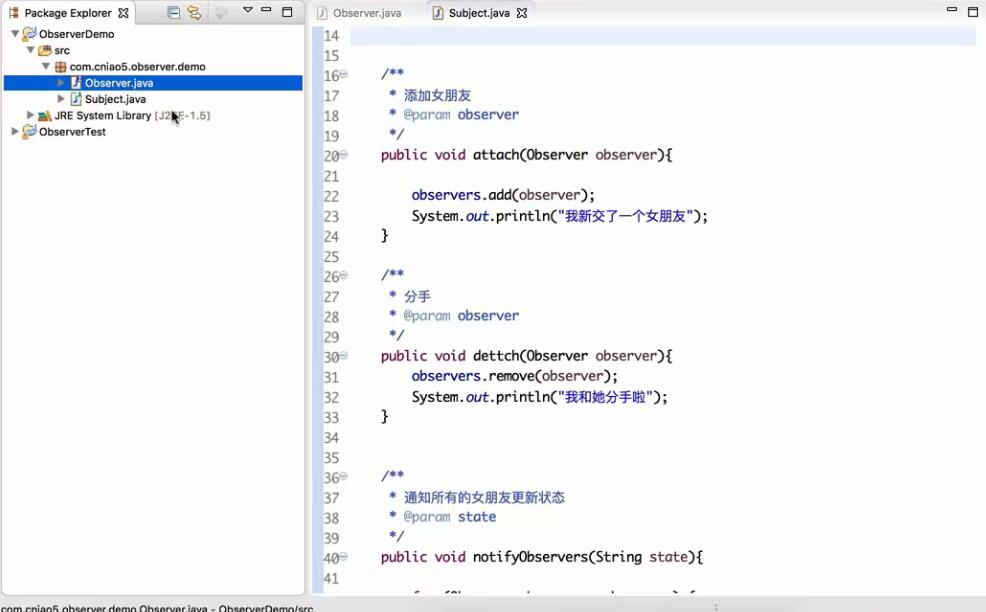 Package Explorer
Observer.java
Subject.java
ObserverDemo
src
com.cniao5.observer.demo
Observer.java
Subject.java
JRE System Library
ObserverTest
14
15
16 /**
17 * 添加女朋友
18 * @param observer
19 */
20 public void attach(Observer observer){
21
22 observers.add(observer);
23 System.out.println("我新交了一个女朋友");
24 }
25
26 /**
27 * 分手
28 * @param observer
29 */
30 public void dettch(Observer observer){
31 observers.remove(observer);
32 System.out.println("我和她分手啦");
33 }
34
35
36 /**
37 * 通知所有的女朋友更新状态
38 * @param state
39 */
40 public void notifyObservers(String state){
41
com.cniao5.observer.demo.Observer.java - ObserverDemo/src